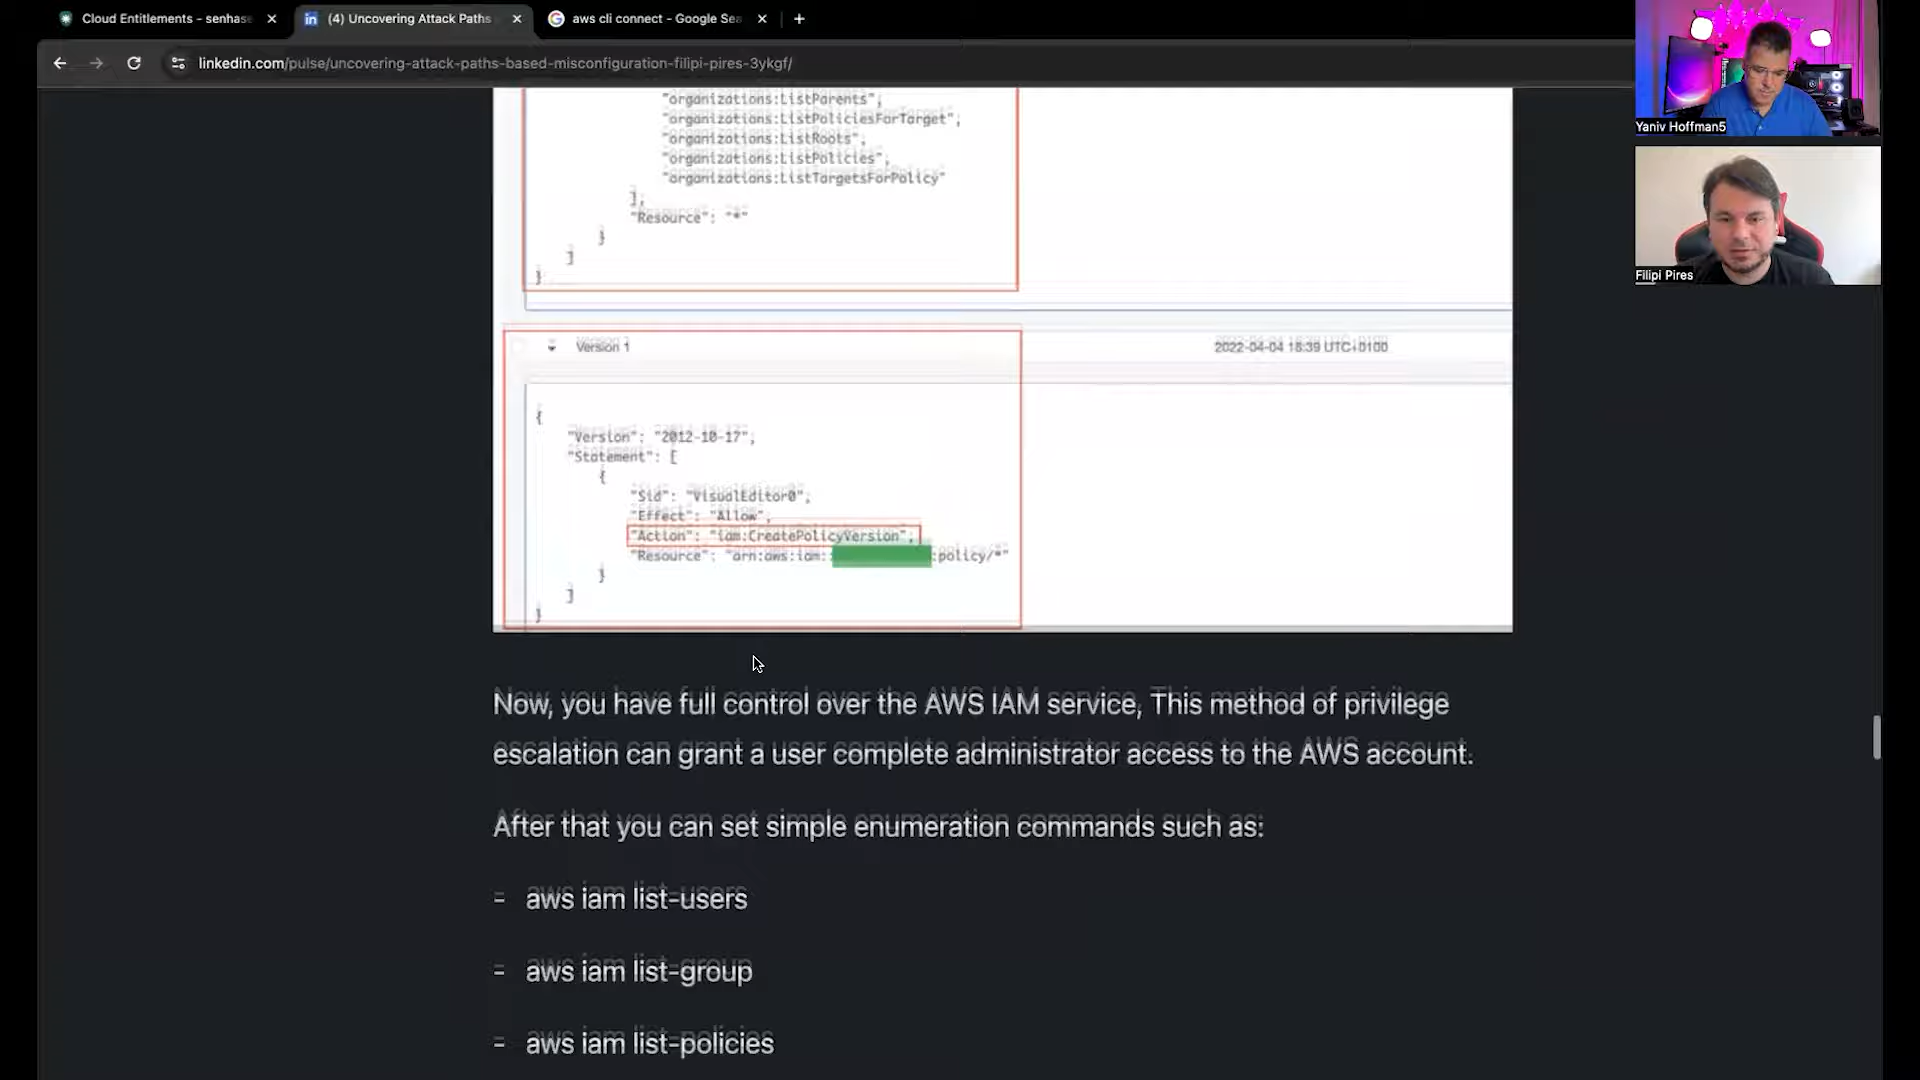 Cloud Entitlements - senhase
(4) Uncovering Attack Paths
aws cli connect - Google Sea
linkedin.com/pulse/uncovering-attack-paths-based-misconfiguration-filipi-pires-3ykgf/
Yaniv Hoffman5
Filipi Pires
"organizations:ListParents",
"organizations:ListPoliciesForTarget",
"organizations:ListRoots",
"organizations:ListPolicies",
"organizations:ListTargetsForPolicy"
],
"Resource": "*"
}
]
}
Version 1
2022-04-04 18:39 UTC+0100
{
"Version": "2012-10-17",
"Statement": [
{
"Sid": "VisualEditor0",
"Effect": "Allow",
"Action": "iam:CreatePolicyVersion",
"Resource": "arn:aws:iam:: :policy/*"
}
]
}
Now, you have full control over the AWS IAM service, This method of privilege
escalation can grant a user complete administrator access to the AWS account.
After that you can set simple enumeration commands such as:
- aws iam list-users
- aws iam list-group
- aws iam list-policies